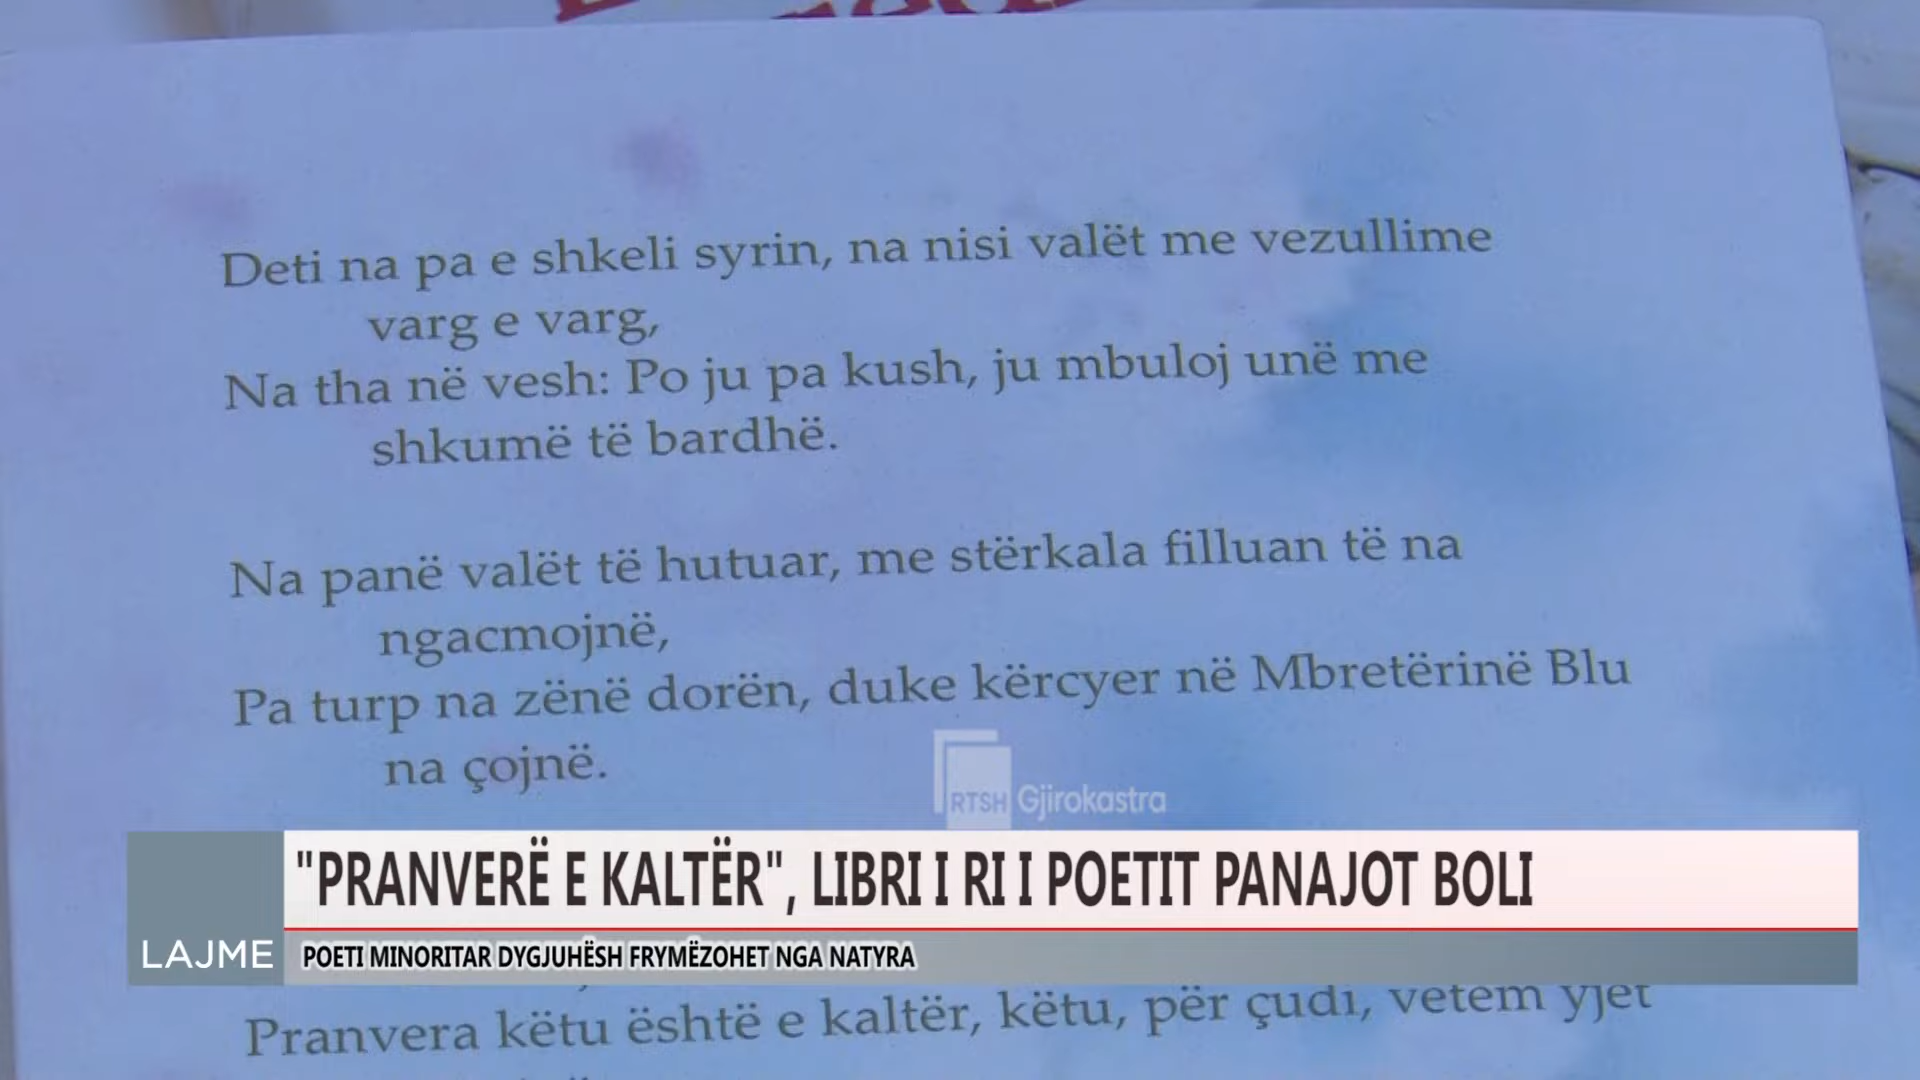 Deti na pa e shkeli syrin, na nisi valët me vezullime
varg e varg,
Na tha në vesh: Po ju pa kush, ju mbuloj unë me
shkumë të bardhë.
Na panë valët të hutuar, me stërkala filluan të na
ngacmojnë,
Pa turp na zënë dorën, duke kërcyer në Mbretërinë Blu
na çojnë.
RTSH Gjirokastra
"PRANVERË E KALTËR", LIBRI I RI I POETIT PANAJOT BOLI
LAJME
POETI MINORITAR DYGJUHËSH FRYMËZOHET NGA NATYRA
Pranvera këtu është e kaltër, këtu, për çudi, vetëm yjet